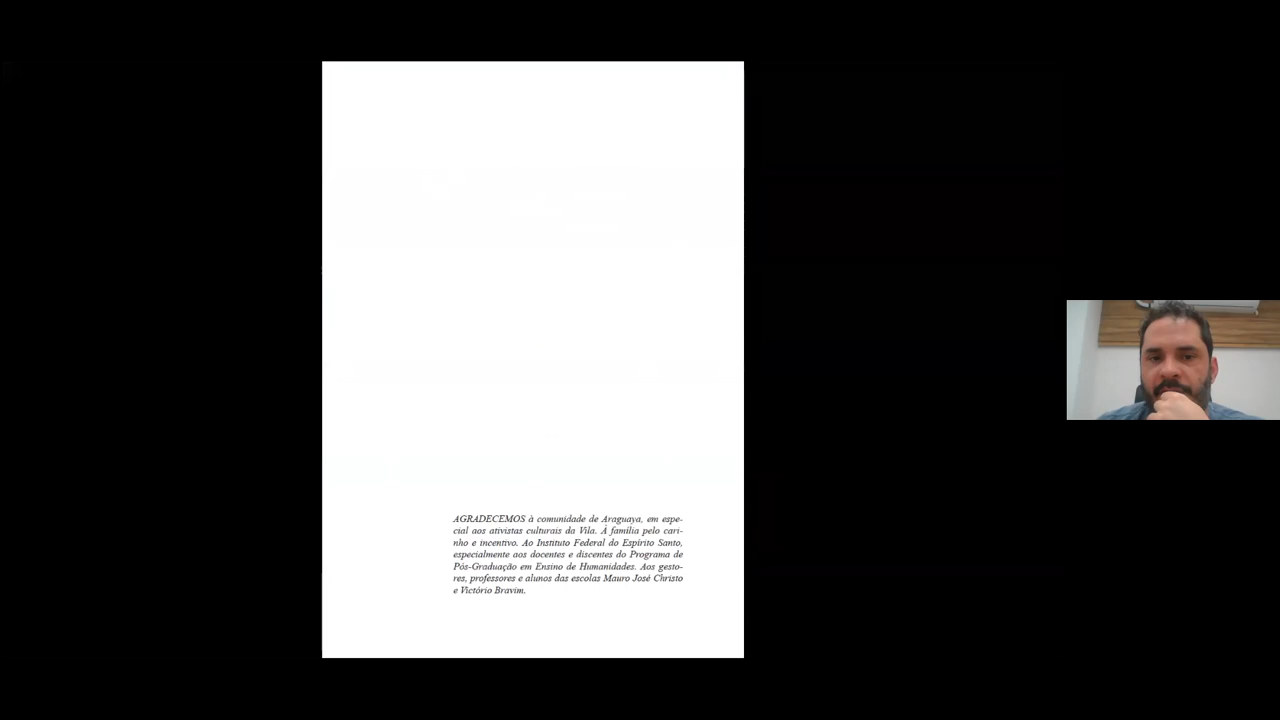 AGRADECEMOS à comunidade de Araguaya, em espe-
cial aos ativistas culturais da Vila. À família pelo cari-
nho e incentivo. Ao Instituto Federal do Espírito Santo,
especialmente aos docentes e discentes do Programa de
Pós-Graduação em Ensino de Humanidades. Aos gesto-
res, professores e alunos das escolas Mauro José Christo
e Victório Bravim.